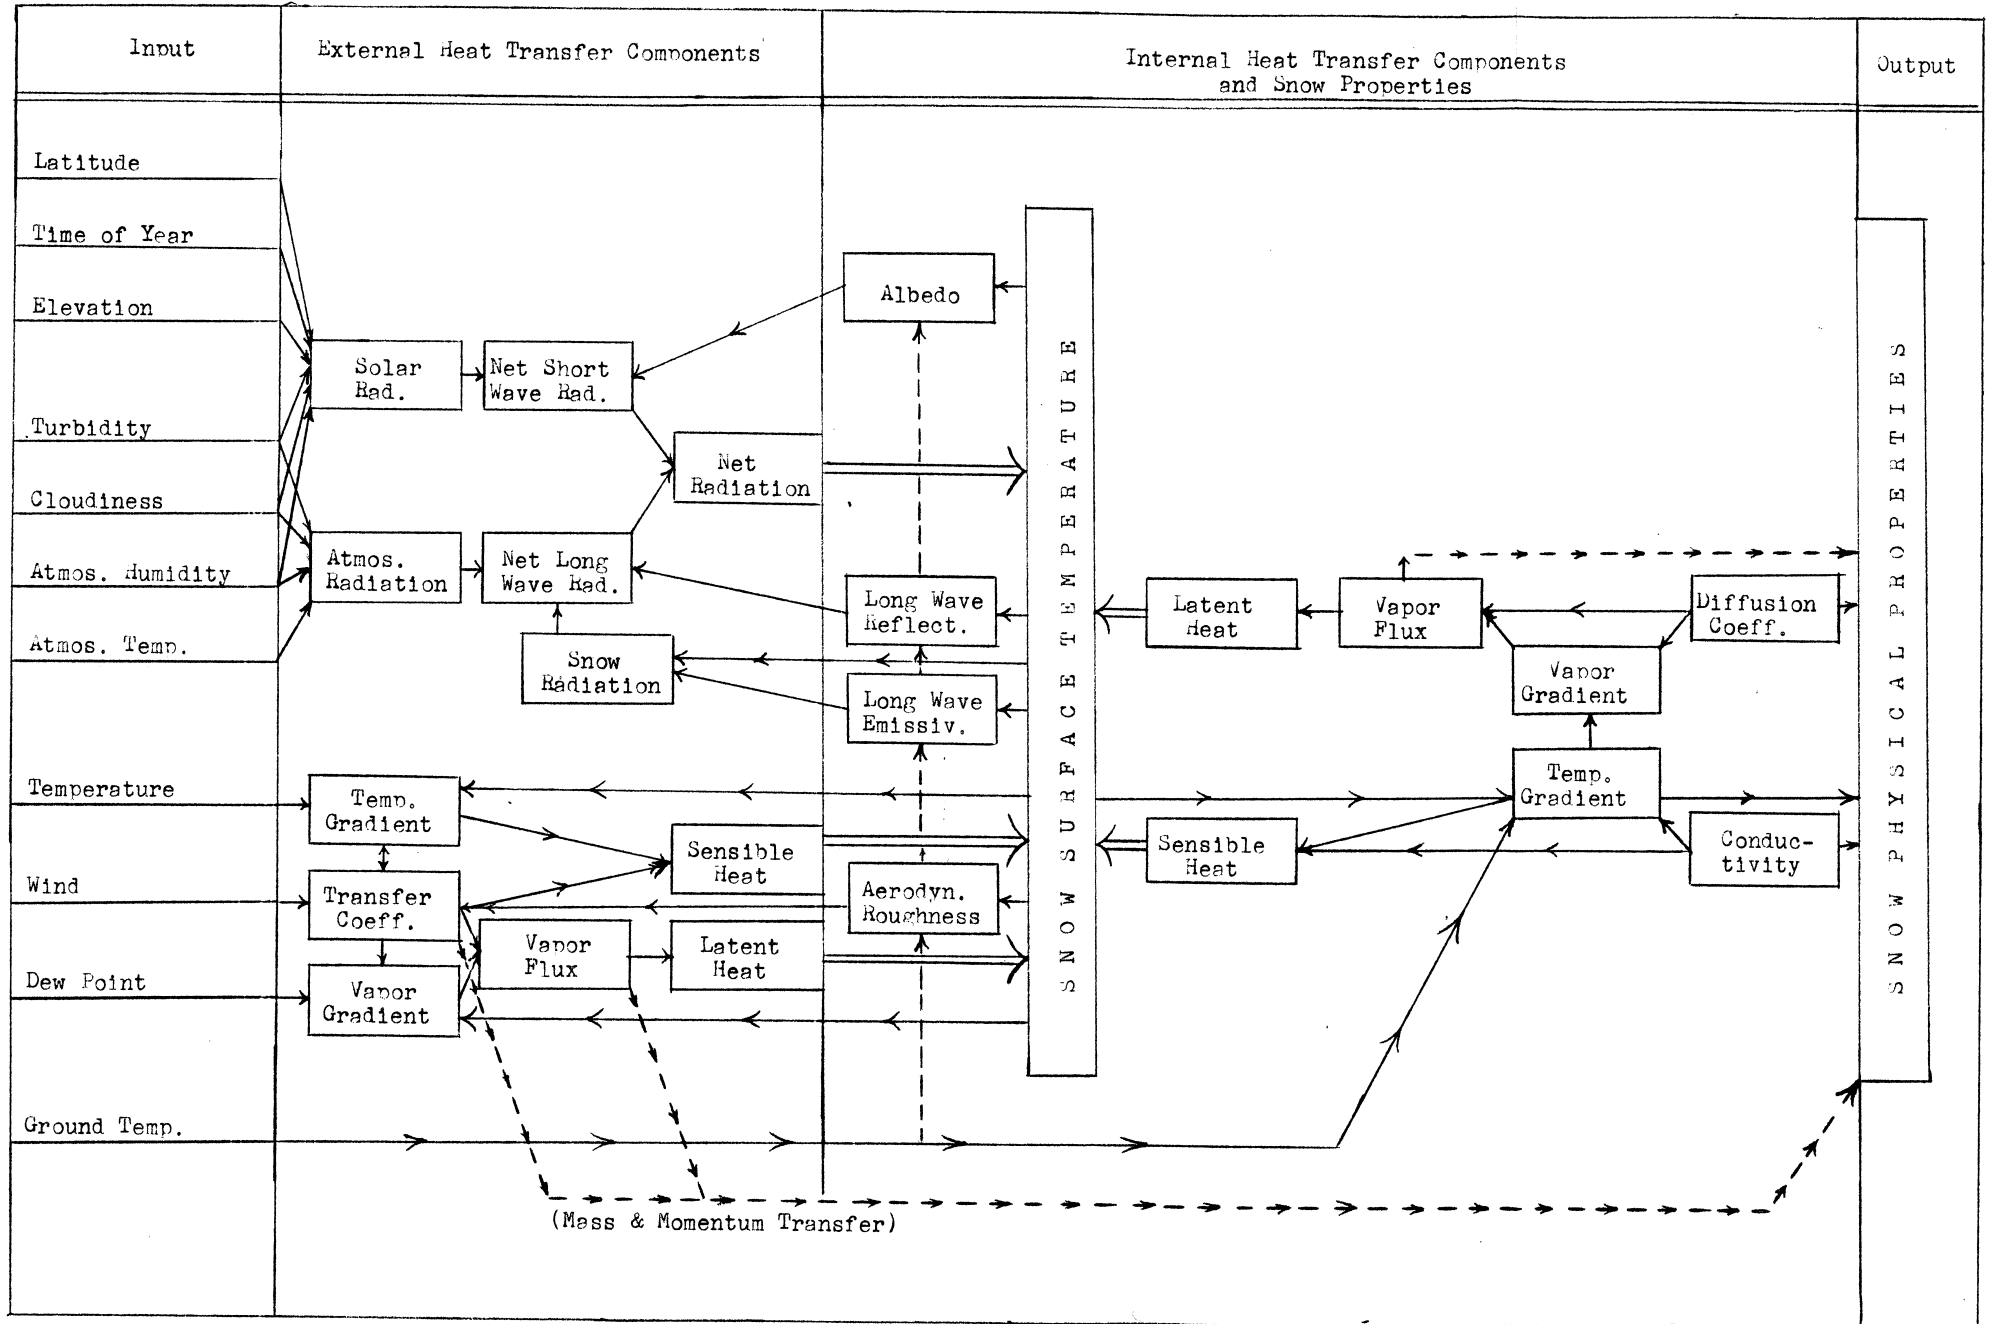 Input
External Heat Transfer Components
Internal Heat Transfer Components
and Snow Properties
Output
Latitude
Time of Year
Elevation
Turbidity
Cloudiness
Atmos. Humidity
Atmos. Temp.
Temperature
Wind
Dew Point
Ground Temp.
Solar
Rad.
Net Short
Wave Rad.
Net
Radiation
Atmos.
Radiation
Net Long
Wave Rad.
Snow
Radiation
Temp.
Gradient
Transfer
Coeff.
Vapor
Gradient
Sensible
Heat
Vapor
Flux
Latent
Heat
(Mass & Momentum Transfer)
Albedo
Long Wave
Reflect.
Long Wave
Emissiv.
Aerodyn.
Roughness
SNOW SURFACE TEMPERATURE
Latent
Heat
Vapor
Flux
Diffusion
Coeff.
Vapor
Gradient
Temp.
Gradient
Sensible
Heat
Conduc-
tivity
SNOW PHYSICAL PROPERTIES